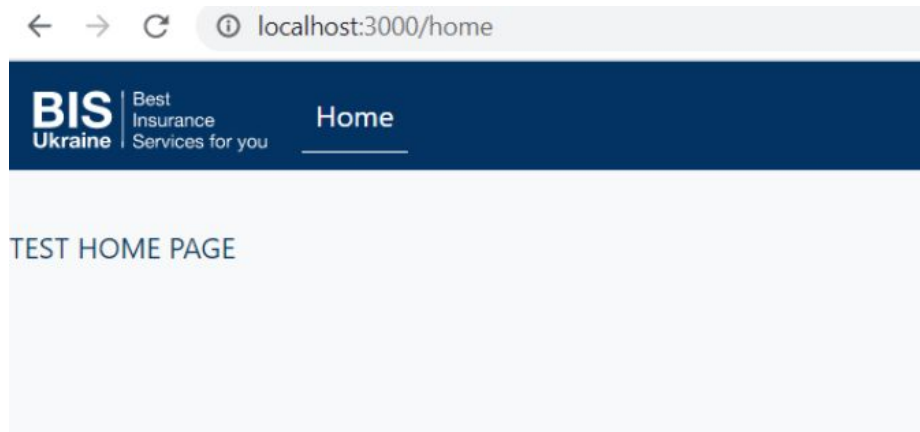 localhost:3000/home
BIS
Ukraine
Best
Insurance
Services for you
Home
TEST HOME PAGE